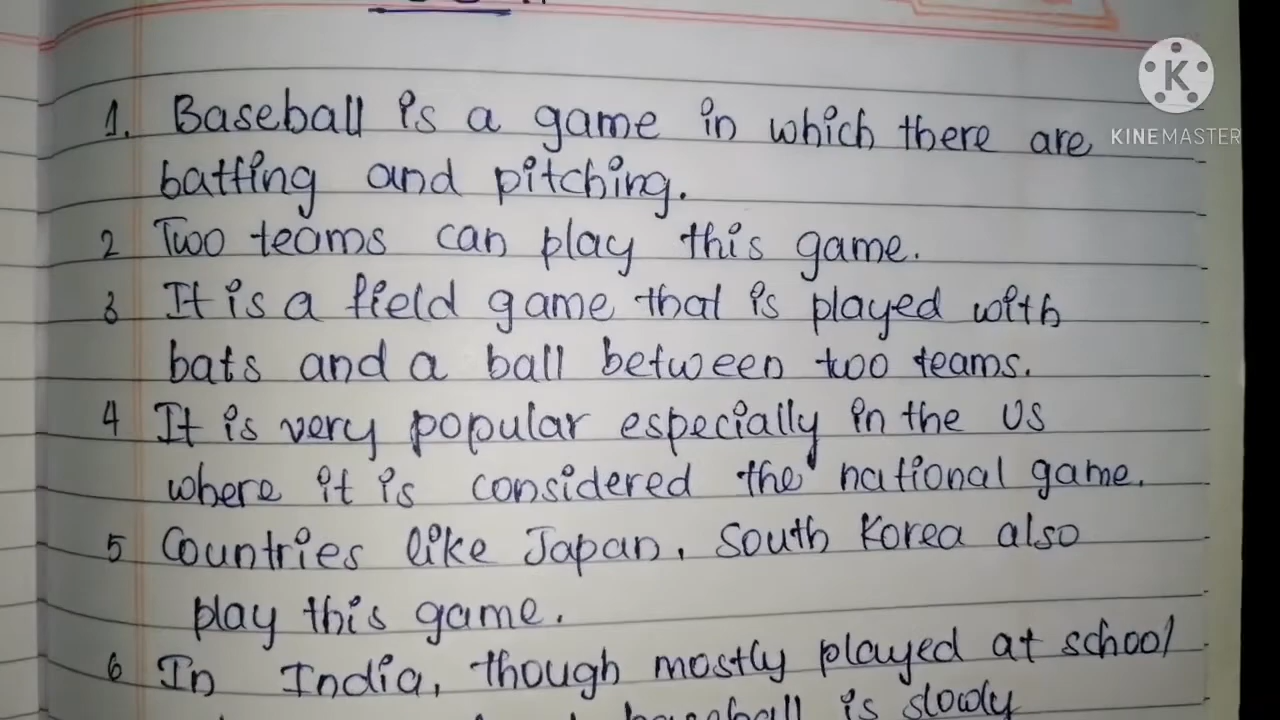 K
KINEMASTER
1. Baseball is a game in which there are
batting and pitching.
2 Two teams can play this game.
3 It is a field game that is played with
bats and a ball between two teams.
4 It is very popular especially in the US
where it is considered the national game.
5 Countries like Japan, South Korea also
play this game.
6 In India, though mostly played at school
baseball is slowly